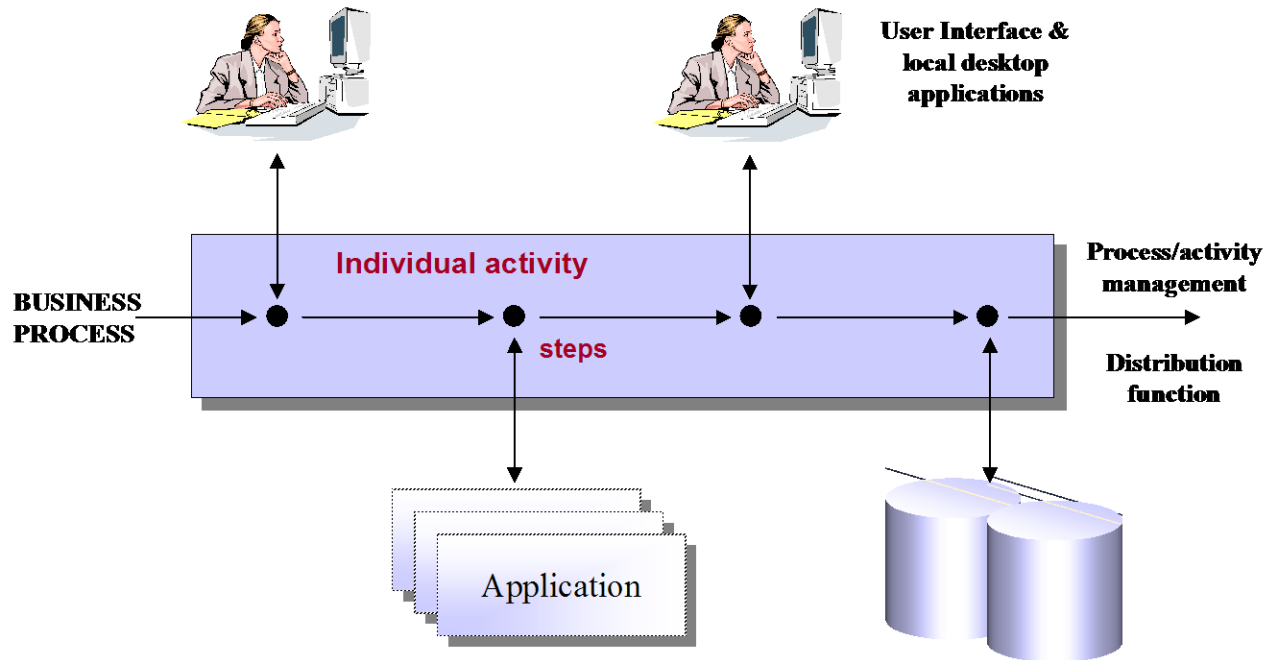 User Interface &
local desktop
applications
Individual activity
Process/activity
management
BUSINESS
PROCESS
steps
Distribution
function
Application